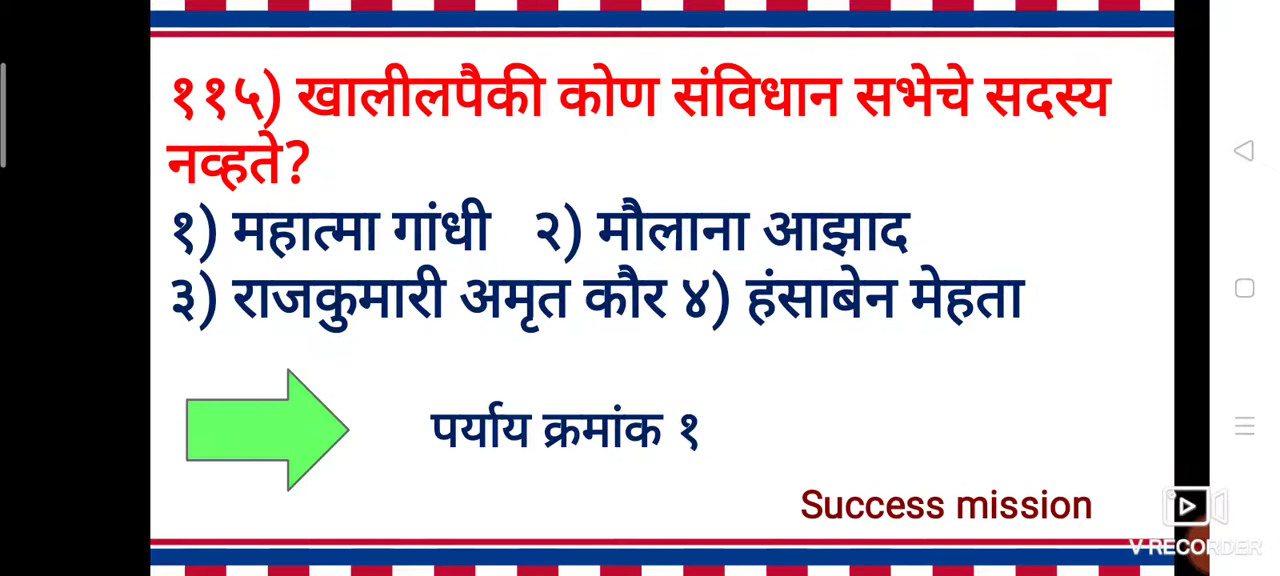 ११५) खालीलपैकी कोण संविधान सभेचे सदस्य
नव्हते?
१) महात्मा गांधी २) मौलाना आझाद
३) राजकुमारी अमृत कौर ४) हंसाबेन मेहता
पर्याय क्रमांक १
Success mission
V RECORDER